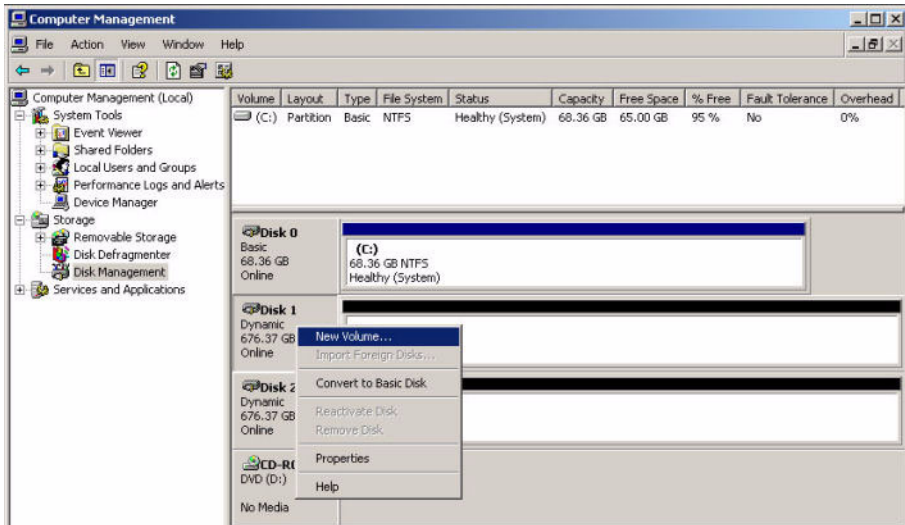 Computer Management
File Action View Window Help
Computer Management (Local)
System Tools
Event Viewer
Shared Folders
Local Users and Groups
Performance Logs and Alerts
Device Manager
Storage
Removable Storage
Disk Defragmenter
Disk Management
Services and Applications
Volume Layout Type File System Status Capacity Free Space % Free Fault Tolerance Overhead
(C:) Partition Basic NTFS Healthy (System) 68.36 GB 65.00 GB 95 % No 0%
Disk 0
Basic
68.36 GB
Online
(C:)
68.36 GB NTFS
Healthy (System)
Disk 1
Dynamic
676.37 GB
Online
Disk 2
Dynamic
676.37 GB
Online
CD-R
DVD (D:)
No Media
New Volume...
Import Foreign Disks...
Convert to Basic Disk
Reactivate Disk
Remove Disk
Properties
Help